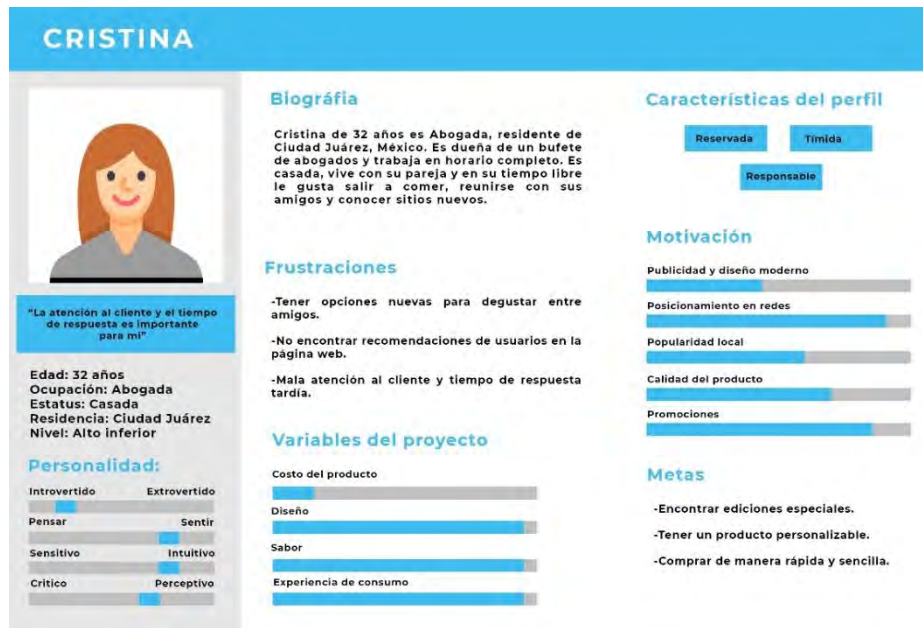 CRISTINA
"La atención al cliente y el tiempo
de respuesta es importante
para mi"
Edad: 32 años
Ocupación: Abogada
Estatus: Casada
Residencia: Ciudad Juárez
Nivel: Alto inferior
Personalidad:
Introvertido Extrovertido
Pensar Sentir
Sensitivo Intuitivo
Critico Perceptivo
Biográfia
Cristina de 32 años es Abogada, residente de
Ciudad Juárez, México. Es dueña de un bufete
de abogados y trabaja en horario completo. Es
casada, vive con su pareja y en su tiempo libre
le gusta salir a comer, reunirse con sus
amigos y conocer sitios nuevos.
Frustraciones
-Tener opciones nuevas para degustar entre
amigos.
-No encontrar recomendaciones de usuarios en la
página web.
-Mala atención al cliente y tiempo de respuesta
tardía.
Variables del proyecto
Costo del producto
Diseño
Sabor
Experiencia de consumo
Características del perfil
Reservada Tímida
Responsable
Motivación
Publicidad y diseño moderno
Posicionamiento en redes
Popularidad local
Calidad del producto
Promociones
Metas
-Encontrar ediciones especiales.
-Tener un producto personalizable.
-Comprar de manera rápida y sencilla.